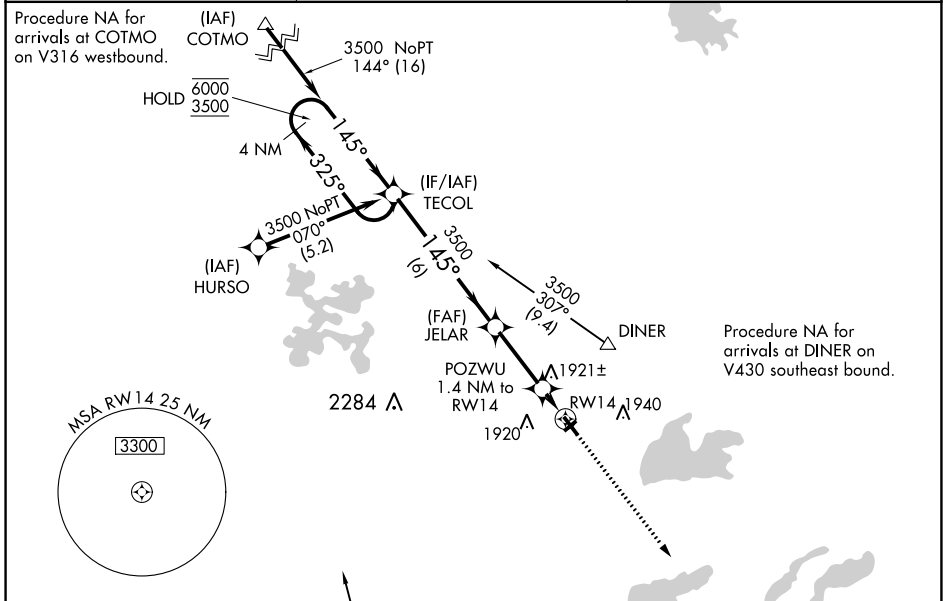 Procedure NA for
arrivals at COTMO
on V316 westbound.
(IAF)
COTMO
3500 NoPT
144° (16)
HOLD 6000
3500
4 NM
145°
325°
(IF/IAF)
TECOL
3500 NoPT
070°
(5.2)
(IAF)
HURSO
3500
145°
(6)
3500
307°
(9.4)
(FAF)
JELAR
DINER
Procedure NA for
arrivals at DINER on
V430 southeast bound.
POZWU
1.4 NM to
RW14
1921±
2284
RW14
1940
1920
MSA RW14 25 NM
3300